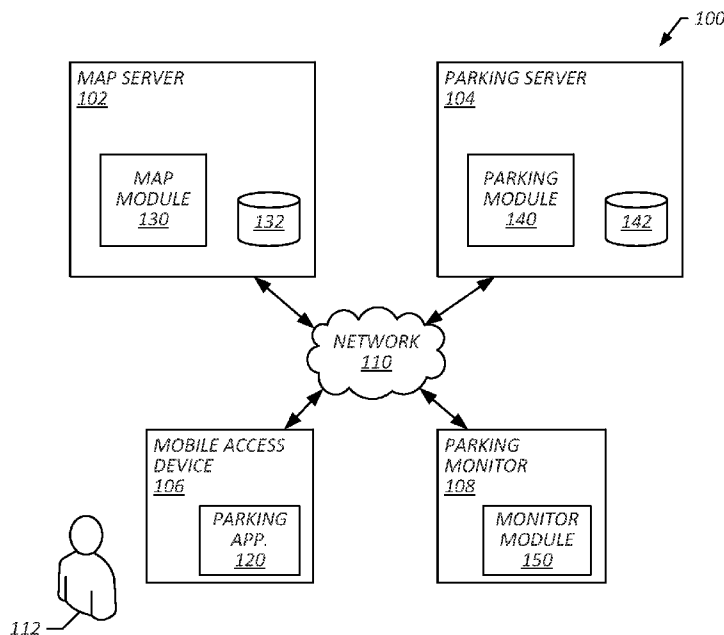 100
MAP SERVER
102
MAP
MODULE
130
132
PARKING SERVER
104
PARKING
MODULE
140
142
NETWORK
110
MOBILE ACCESS
DEVICE
106
PARKING
APP.
120
PARKING
MONITOR
108
MONITOR
MODULE
150
112